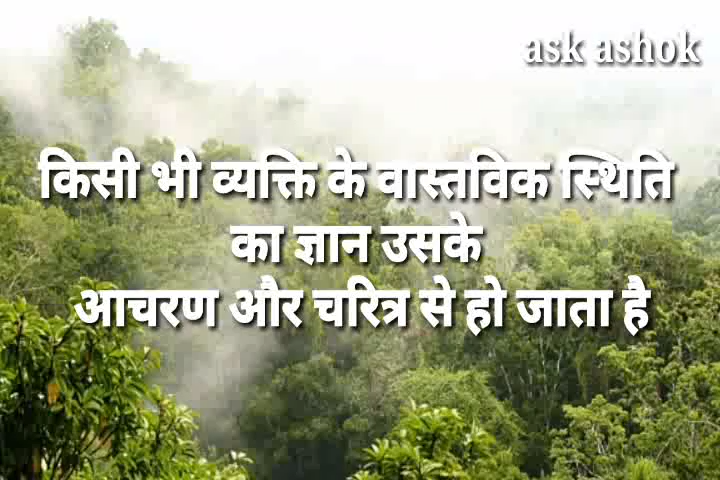 ask ashok
किसी भी व्यक्ति के वास्तविक स्थिति
का ज्ञान उसके
आचरण और चरित्र से हो जाता है